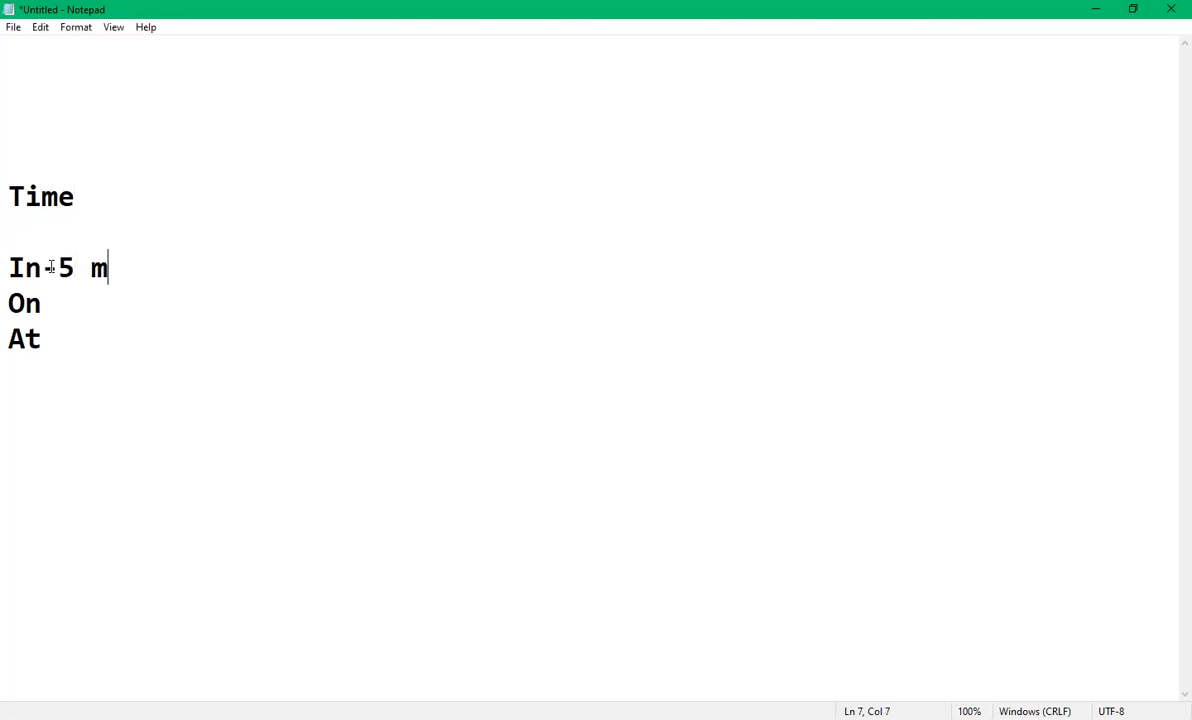 *Untitled - Notepad
File Edit Format View Help
Time
In-5 m
On
At
Ln 7, Col 7 100% Windows (CRLF) UTF-8